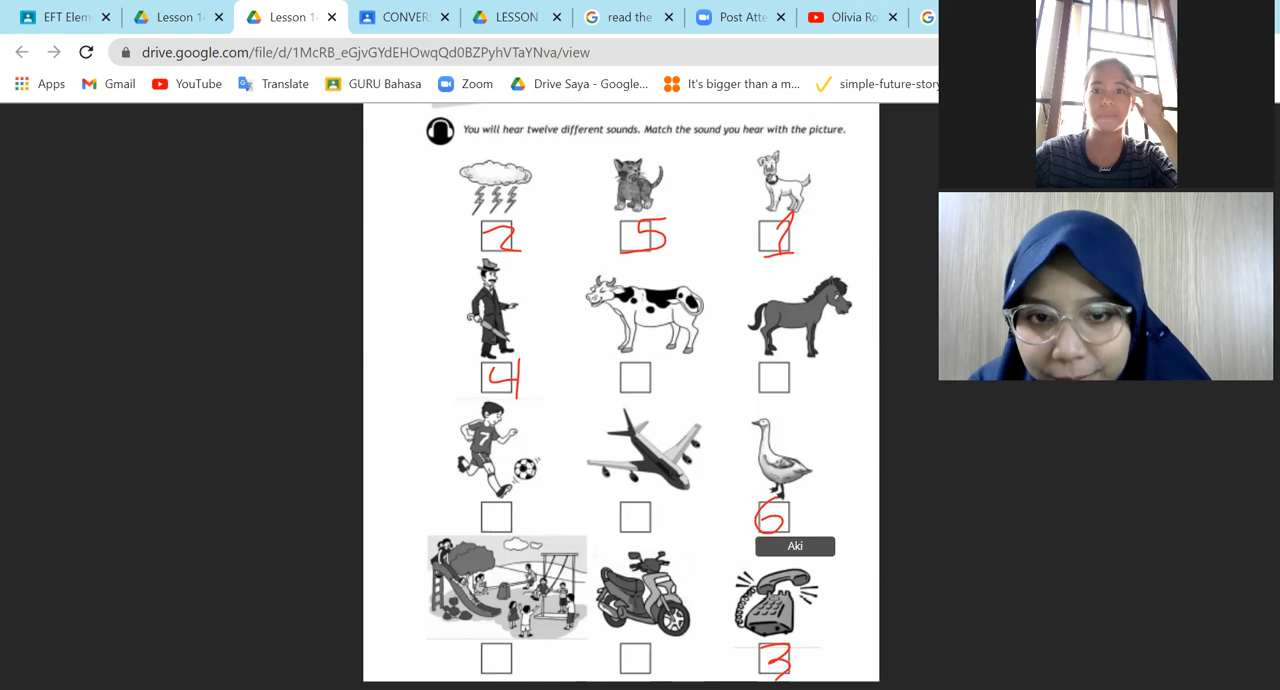 EFT Elem
Lesson 1
Lesson 1
CONVER
LESSON
read the
Post Atte
Olivia Ro
drive.google.com/file/d/1McRB_eGjvGYdEHOwqQd0BZPyhVTaYNva/view
Apps Gmail YouTube Translate GURU Bahasa Zoom Drive Saya - Google... It's bigger than a m... simple-future-story
You will hear twelve different sounds. Match the sound you hear with the picture.
2 5 1
4
7
6
Aki
3